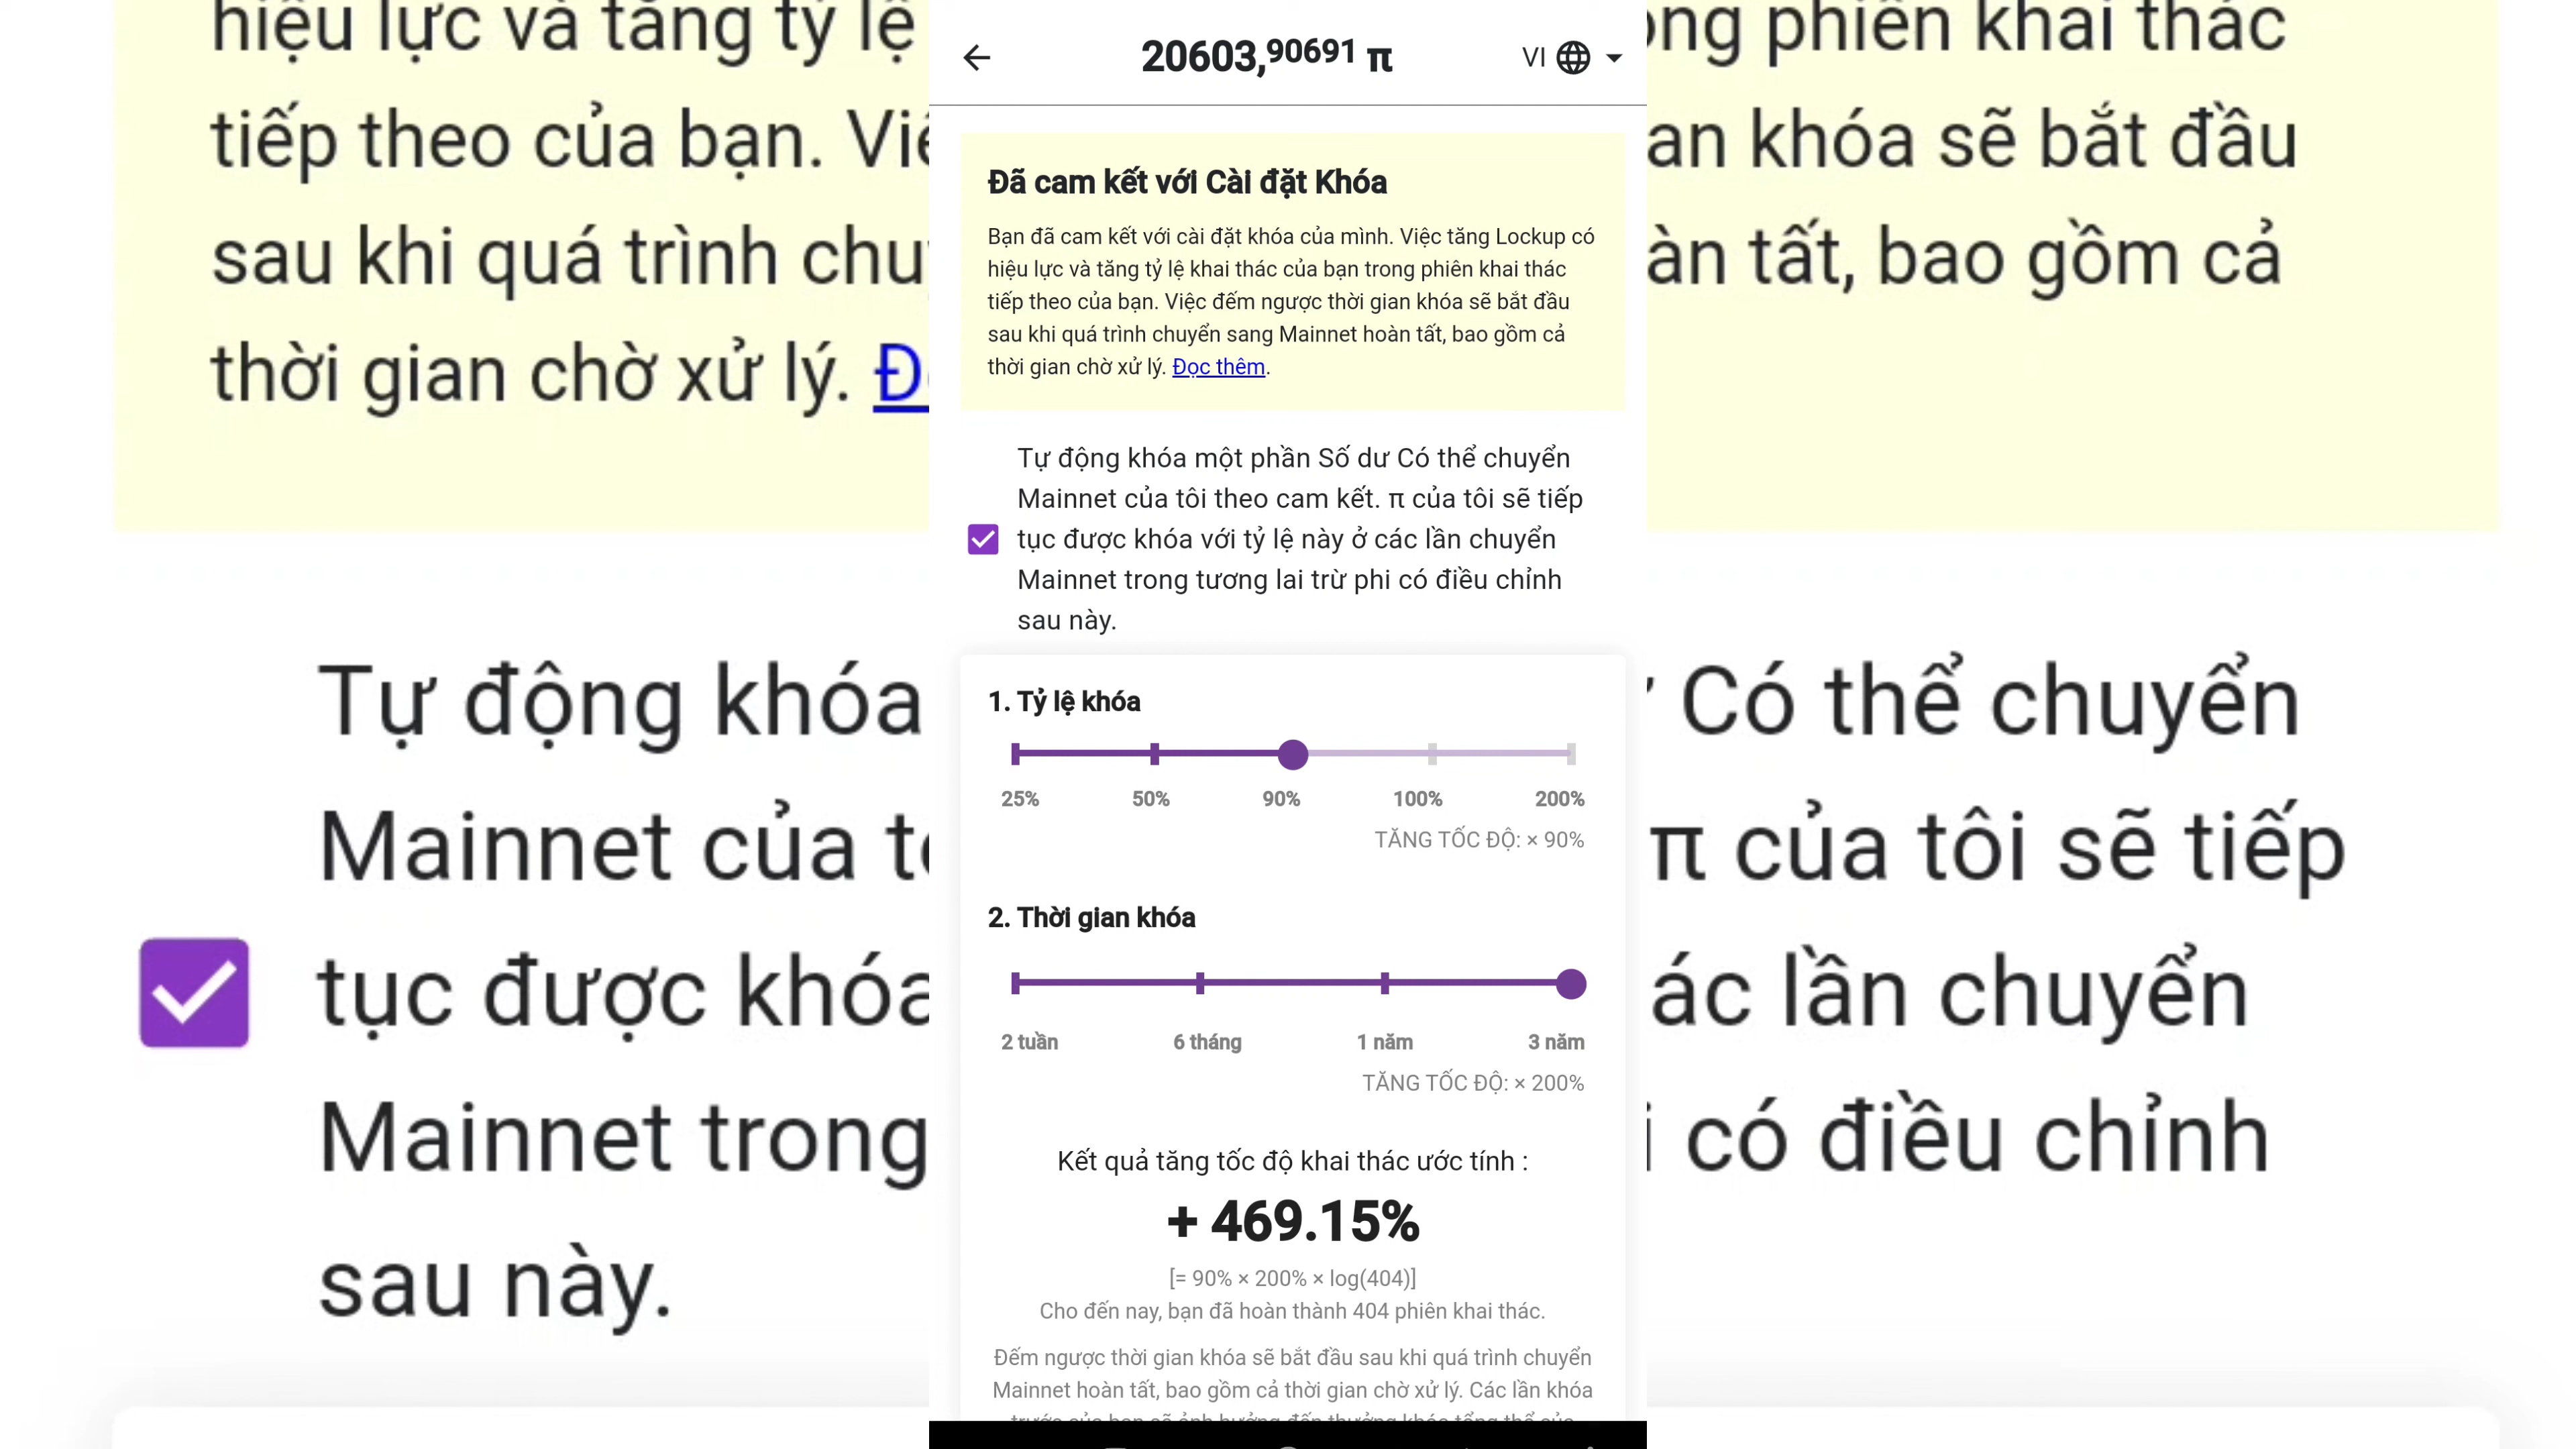 20603,90691 π
VI
Đã cam kết với Cài đặt Khóa
Bạn đã cam kết với cài đặt khóa của mình. Việc tăng Lockup có
hiệu lực và tăng tỷ lệ khai thác của bạn trong phiên khai thác
tiếp theo của bạn. Việc đếm ngược thời gian khóa sẽ bắt đầu
sau khi quá trình chuyển sang Mainnet hoàn tất, bao gồm cả
thời gian chờ xử lý. Đọc thêm.
Tự động khóa một phần Số dư Có thể chuyển
Mainnet của tôi theo cam kết. π của tôi sẽ tiếp
tục được khóa với tỷ lệ này ở các lần chuyển
Mainnet trong tương lai trừ phi có điều chỉnh
sau này.
1. Tỷ lệ khóa
25% 50% 90% 100% 200%
TĂNG TỐC ĐỘ: × 90%
2. Thời gian khóa
2 tuần 6 tháng 1 năm 3 năm
TĂNG TỐC ĐỘ: × 200%
Kết quả tăng tốc độ khai thác ước tính :
+ 469.15%
[= 90% × 200% × log(404)]
Cho đến nay, bạn đã hoàn thành 404 phiên khai thác.
Đếm ngược thời gian khóa sẽ bắt đầu sau khi quá trình chuyển
Mainnet hoàn tất, bao gồm cả thời gian chờ xử lý. Các lần khóa
trước của bạn sẽ ảnh hưởng đến thưởng khóa tổng thể của
hiệu lực và tăng tỷ lệ
tiếp theo của bạn.
sau khi quá trình
thời gian chờ xử lý.
Tự động khóa
Mainnet của
tục được khóa
Mainnet trong
sau này.
phiên khai thác
khóa sẽ bắt đầu
tất, bao gồm cả
Có thể chuyển
π của tôi sẽ tiếp
lần chuyển
có điều chỉnh